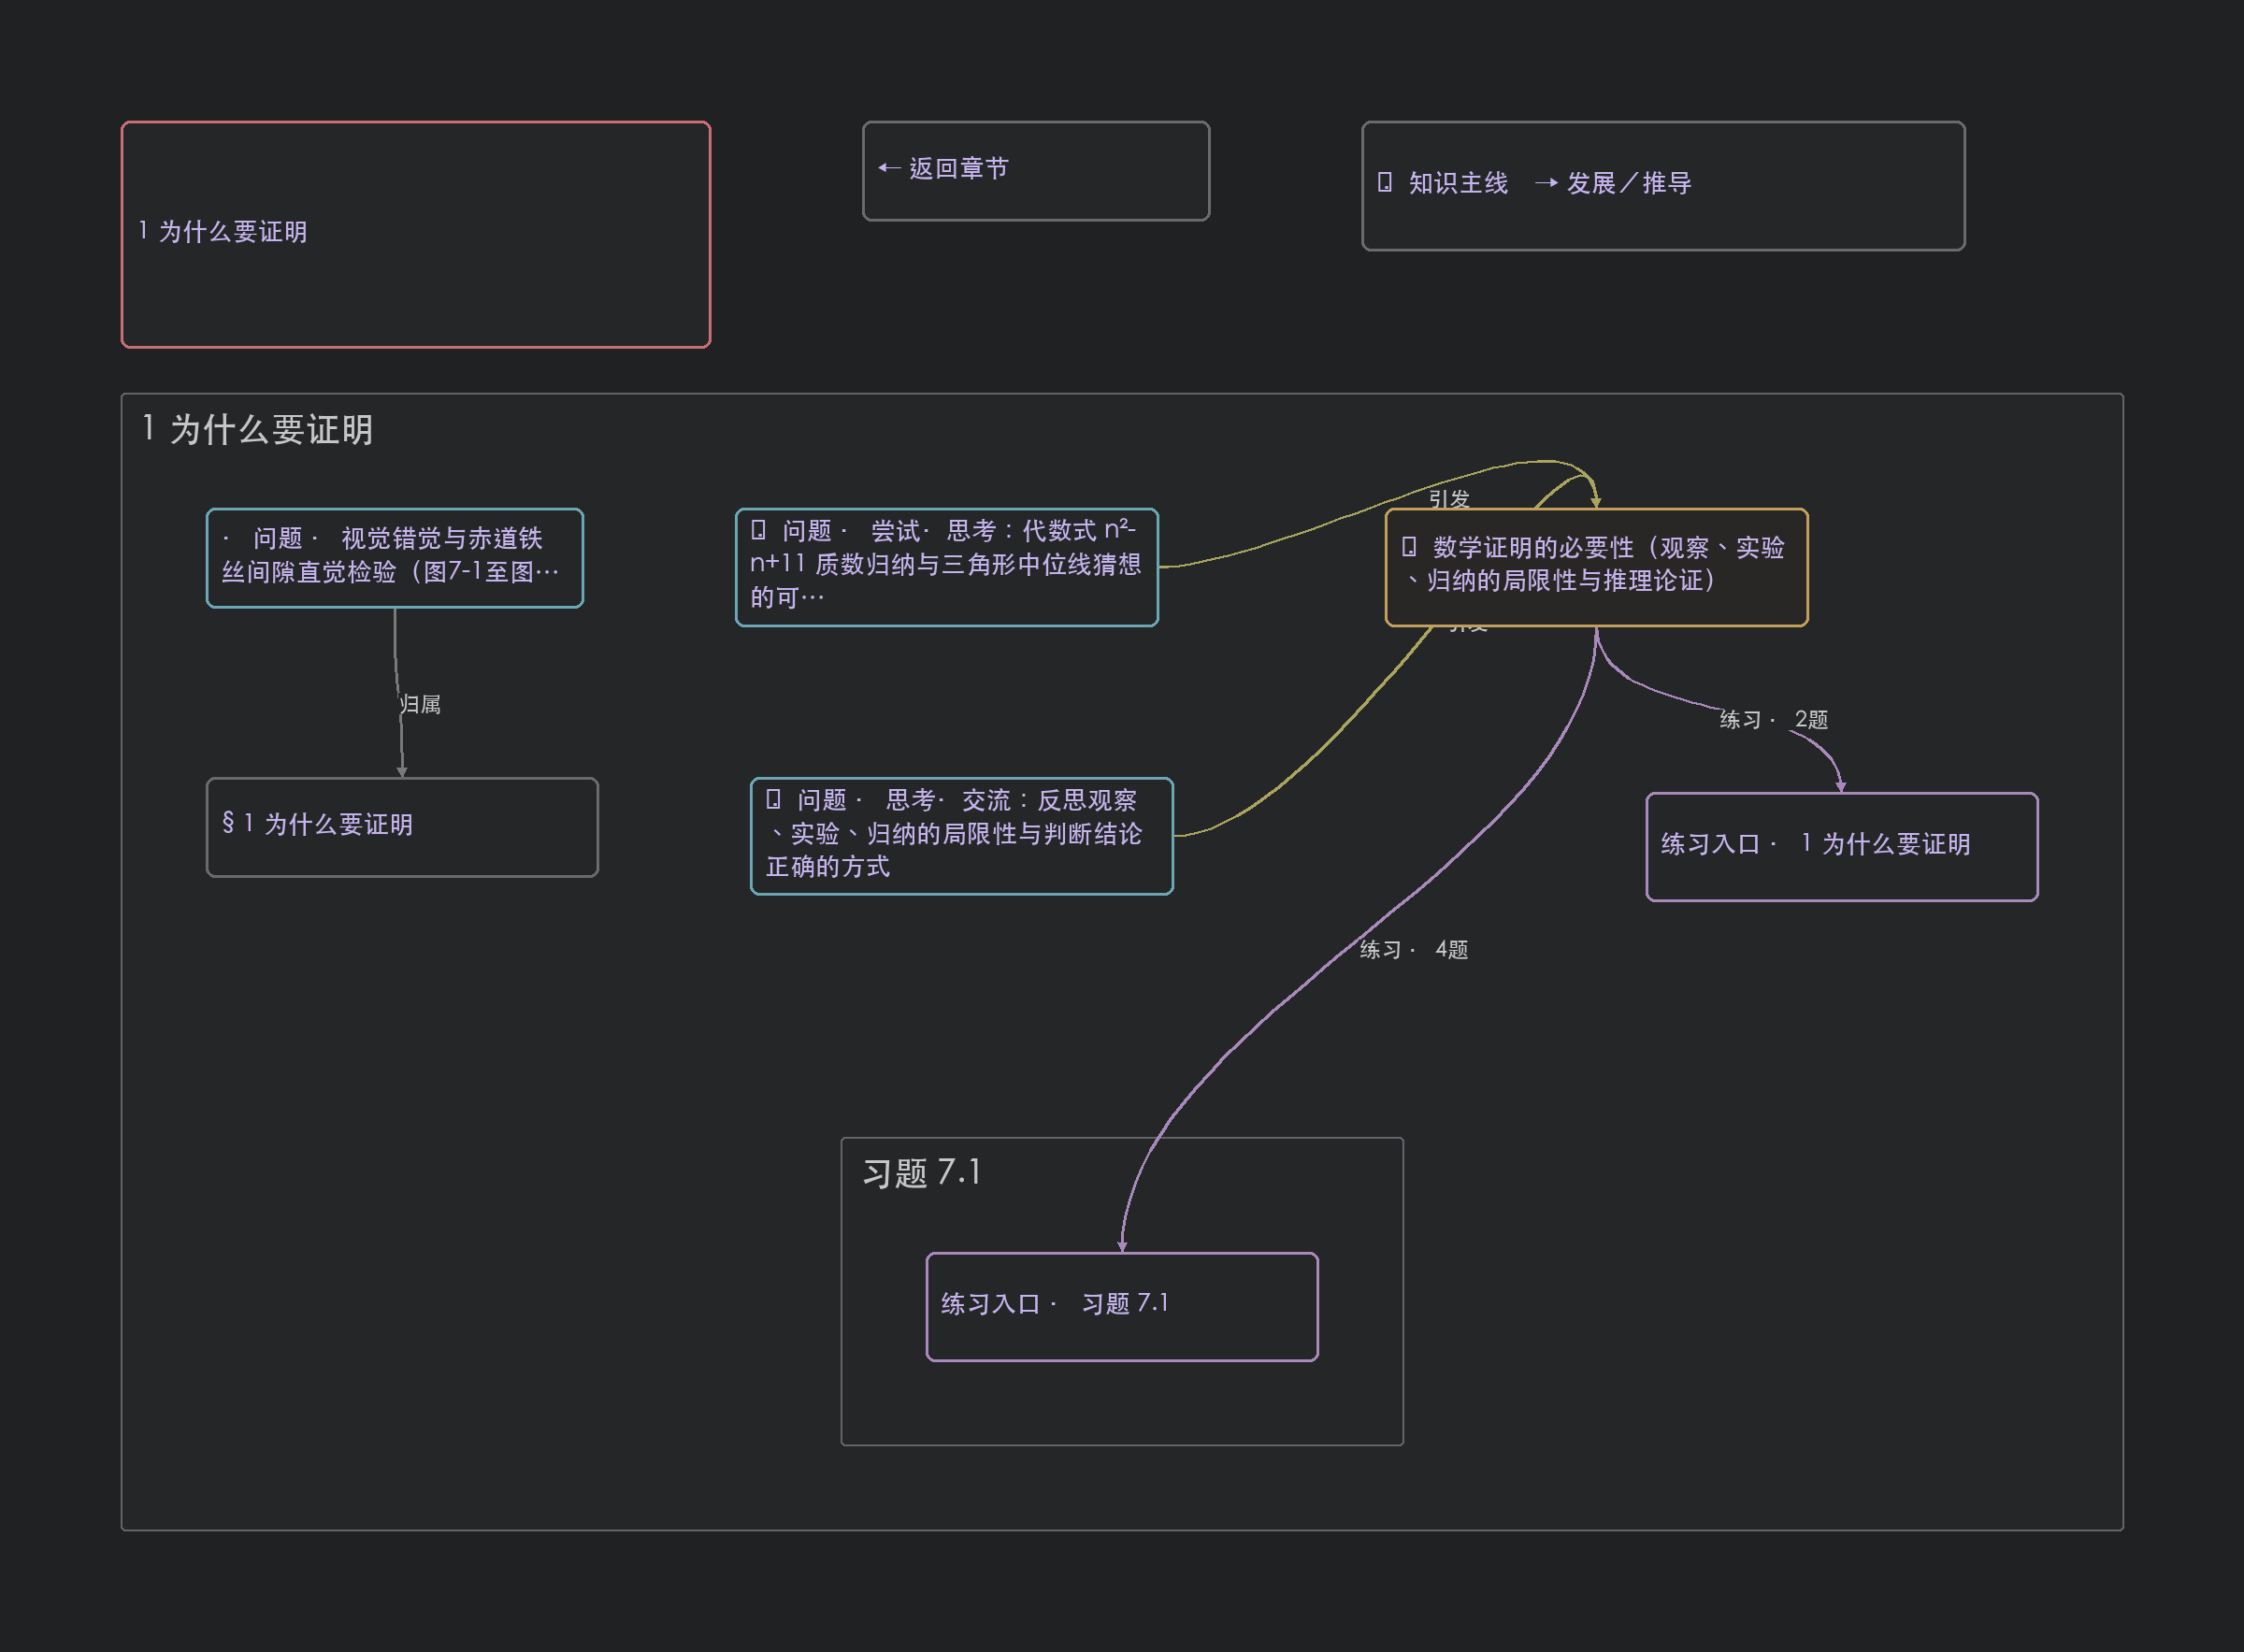 1 为什么要证明
← 返回章节
知识主线 → 发展／推导
1 为什么要证明
· 问题 · 视觉错觉与赤道铁
丝间隙直觉检验（图7-1至图…
问题 · 尝试· 思考：代数式 n²-
n+11 质数归纳与三角形中位线猜想
的可…
引发
数学证明的必要性（观察、实验
、归纳的局限性与推理论证）
引发
归属
练习 · 2题
§ 1 为什么要证明
问题 · 思考· 交流：反思观察
、实验、归纳的局限性与判断结论
正确的方式
练习入口 · 1 为什么要证明
练习 · 4题
习题 7.1
练习入口 · 习题 7.1